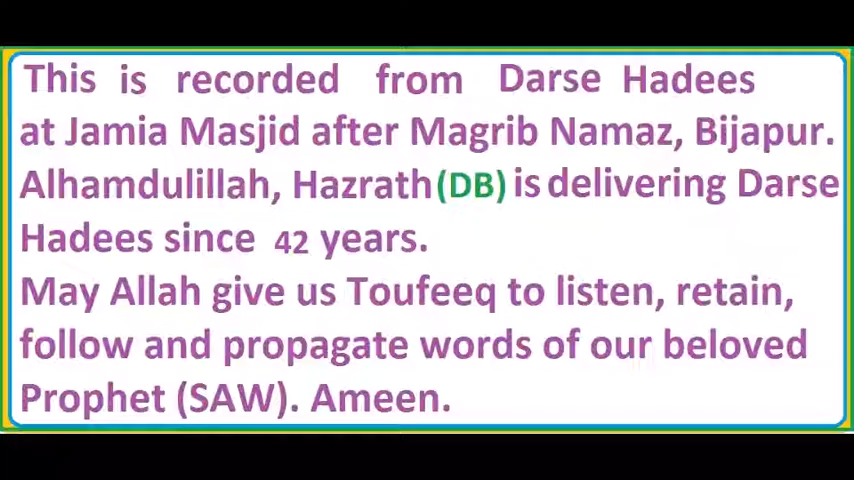 This is recorded from Darse Hadees
at Jamia Masjid after Magrib Namaz, Bijapur.
Alhamdulillah, Hazrath(DB) is delivering Darse
Hadees since 42 years.
May Allah give us Toufeeq to listen, retain,
follow and propagate words of our beloved
Prophet (SAW). Ameen.